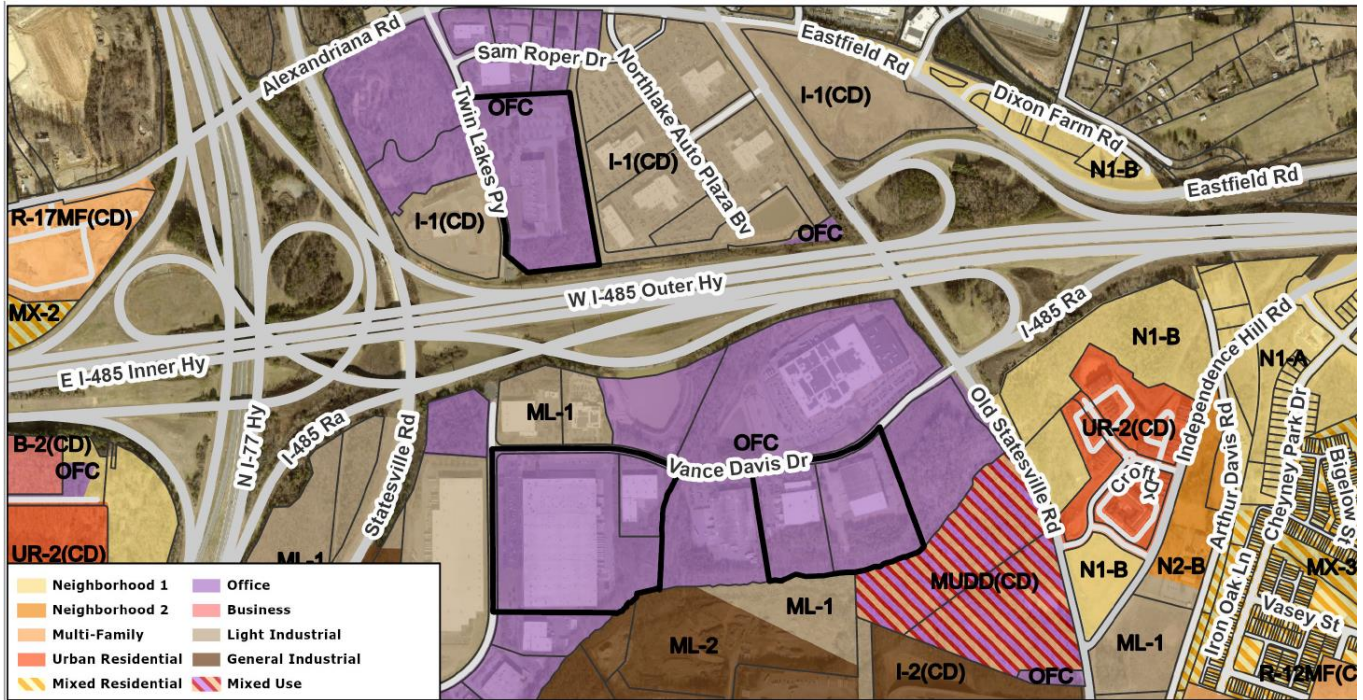 Alexandriana Rd
Sam Roper Dr
OFC
Twin Lakes Py
Northlake Auto Plaza Bv
Eastfield Rd
I-1(CD)
Dixon Farm Rd
I-1(CD)
N1-B
Eastfield Rd
R-17MF(CD)
I-1(CD)
OFC
MX-2
W I-485 Outer Hy
I-485 Ra
E I-485 Inner Hy
N1-B
Independence Hill Rd
N1-A
ML-1
Old Statesville Rd
UR-2(CD)
Arthur Davis Rd
Cheyney Park Dr
B-2(CD)
OFC
N I-77 Hy
I-485 Ra
Statesville Rd
OFC
Vance Davis Dr
Bigelow St
UR-2(CD)
ML-1
N1-B
N2-B
MX-3
MUDD(CD)
ML-1
Iron Oak Ln
Vasey St
ML-2
I-2(CD)
OFC
ML-1
Neighborhood 1
Neighborhood 2
Multi-Family
Urban Residential
Mixed Residential
Office
Business
Light Industrial
General Industrial
Mixed Use